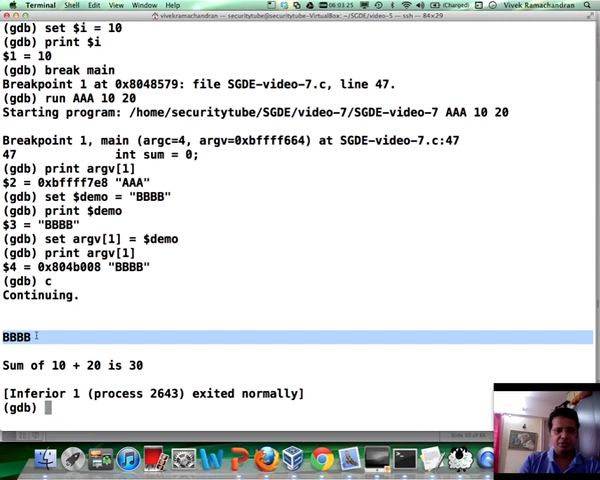 Terminal Shell Edit View Window Help
(Charged) Vivek Ramachandran
vivekramachandran — securitytube@securitytube-VirtualBox: ~/SGDE/video-5 — ssh — 84×29
(gdb) set $i = 10
(gdb) print $i
$1 = 10
(gdb) break main
Breakpoint 1 at 0x8048579: file SGDE-video-7.c, line 47.
(gdb) run AAA 10 20
Starting program: /home/securitytube/SGDE/video-7/SGDE-video-7 AAA 10 20
Breakpoint 1, main (argc=4, argv=0xbffff664) at SGDE-video-7.c:47
47 int sum = 0;
(gdb) print argv[1]
$2 = 0xbffff7e8 "AAA"
(gdb) set $demo = "BBBB"
(gdb) print $demo
$3 = "BBBB"
(gdb) set argv[1] = $demo
(gdb) print argv[1]
$4 = 0x804b008 "BBBB"
(gdb) c
Continuing.
BBBB
Sum of 10 + 20 is 30
[Inferior 1 (process 2643) exited normally]
(gdb)